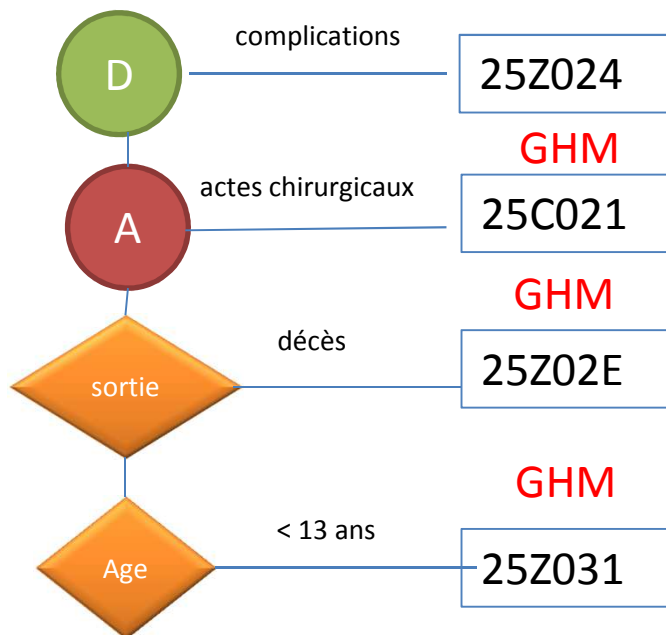 complications
D
25Z024
GHM
actes chirurgicaux
A
25C021
GHM
décès
sortie
25Z02E
GHM
< 13 ans
Age
25Z031